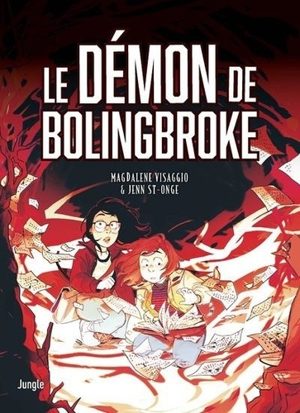 LE DÉMON DE
BOLINGBROKE
MAGDALENE VISAGGIO
& JENN ST-ONGE
Jungle